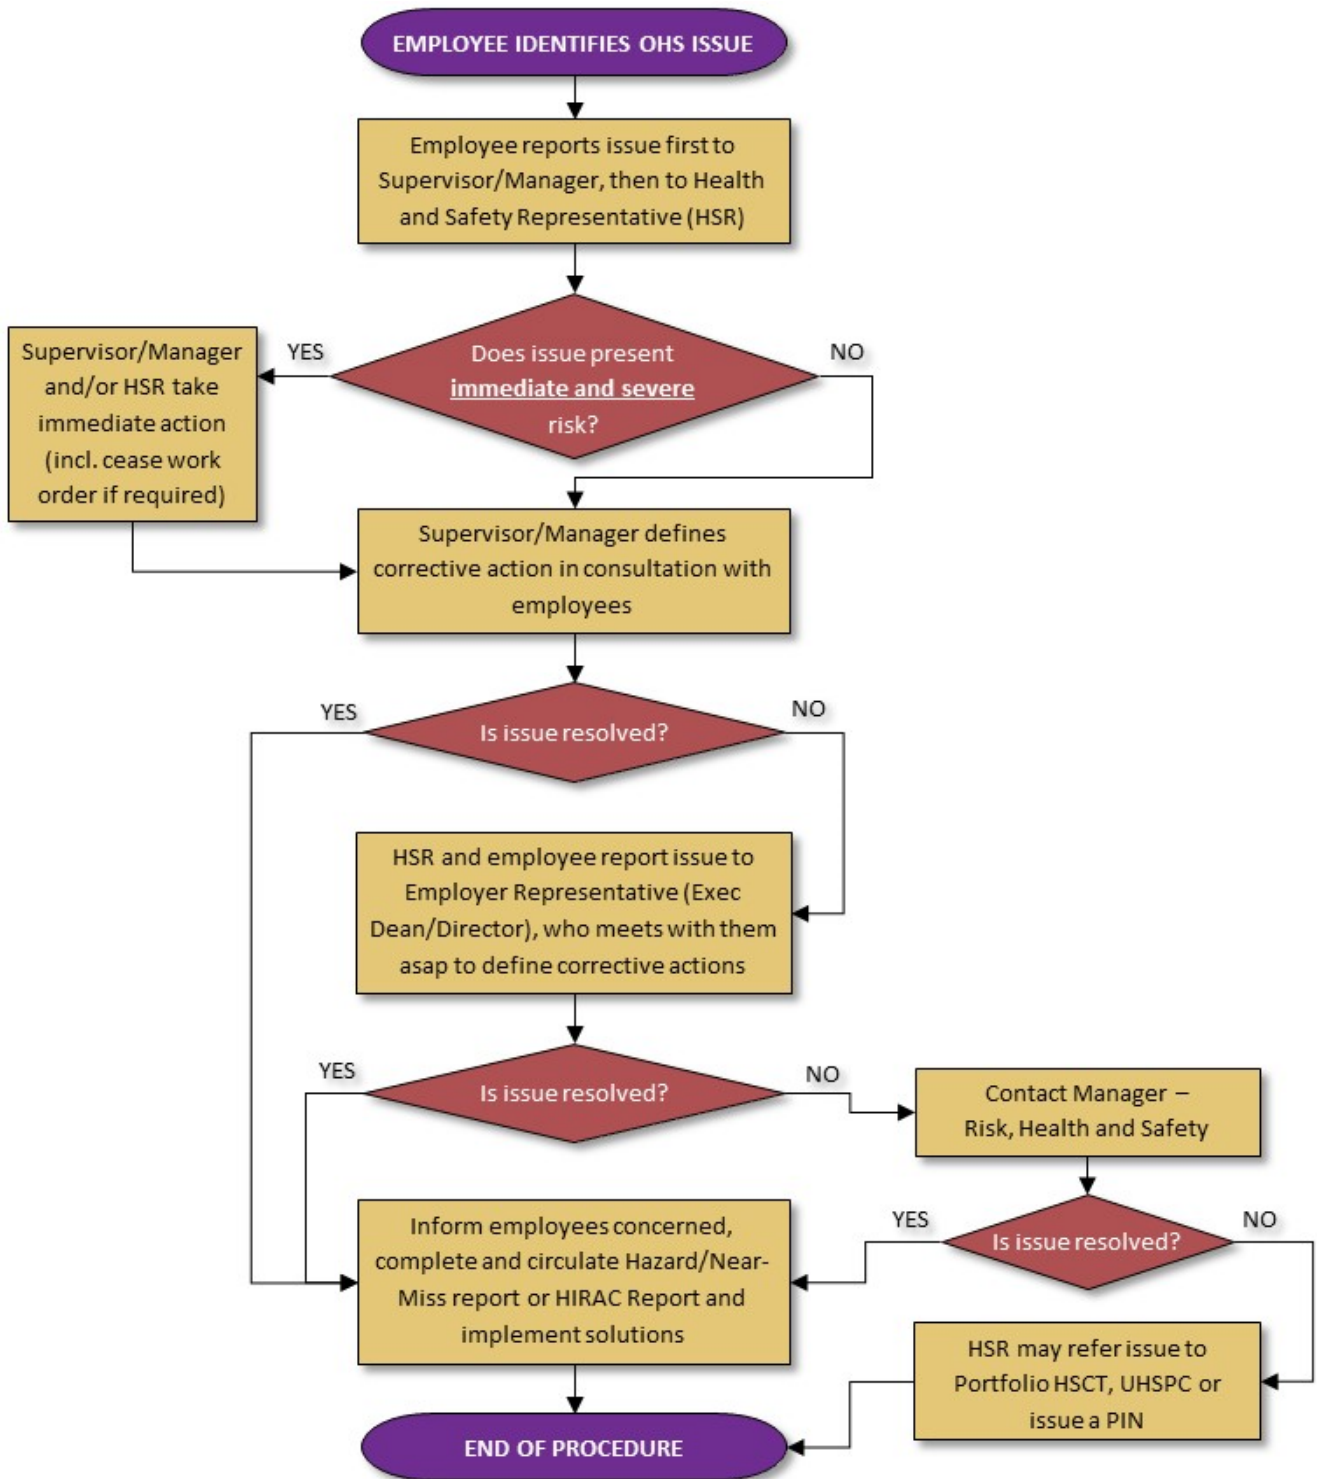 EMPLOYEE IDENTIFIES OHS ISSUE
Employee reports issue first to
Supervisor/Manager, then to Health
and Safety Representative (HSR)
Does issue present
immediate and severe
risk?
YES
NO
Supervisor/Manager
and/or HSR take
immediate action
(incl. cease work
order if required)
Supervisor/Manager defines
corrective action in consultation with
employees
Is issue resolved?
YES
NO
HSR and employee report issue to
Employer Representative (Exec
Dean/Director), who meets with them
asap to define corrective actions
Is issue resolved?
YES
NO
Contact Manager –
Risk, Health and Safety
Is issue resolved?
YES
NO
Inform employees concerned,
complete and circulate Hazard/Near-
Miss report or HIRAC Report and
implement solutions
HSR may refer issue to
Portfolio HSCT, UHSPC or
issue a PIN
END OF PROCEDURE